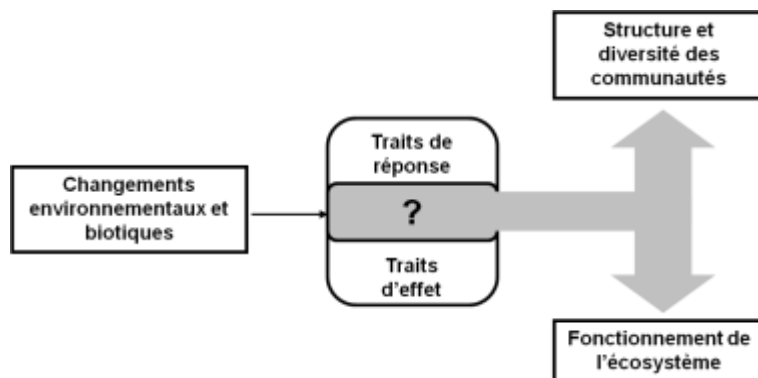 Structure et
diversité des
communautés
Traits de
réponse
Changements
environnementaux et
biotiques
?
Traits
d'effet
Fonctionnement de
l'écosystème